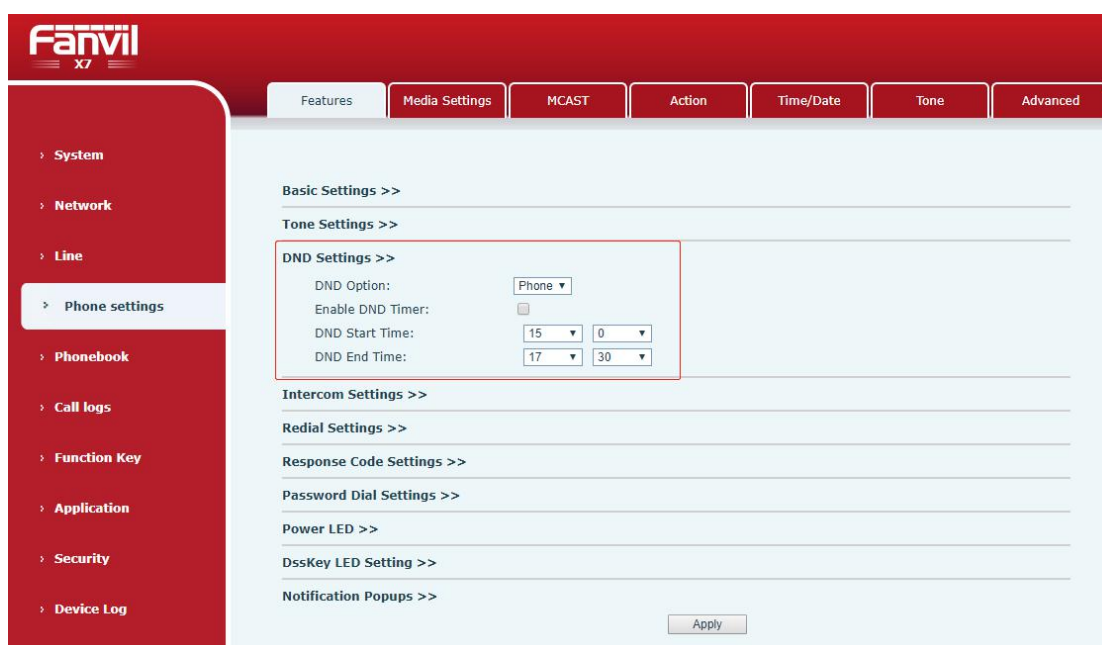 Fanvil
X7
Features Media Settings MCAST Action Time/Date Tone Advanced
› System
› Network
› Line
› Phone settings
› Phonebook
› Call logs
› Function Key
› Application
› Security
› Device Log
Basic Settings >>
Tone Settings >>
DND Settings >>
DND Option: Phone ▼
Enable DND Timer:
DND Start Time: 15 ▼ 0 ▼
DND End Time: 17 ▼ 30 ▼
Intercom Settings >>
Redial Settings >>
Response Code Settings >>
Password Dial Settings >>
Power LED >>
DssKey LED Setting >>
Notification Popups >>
Apply